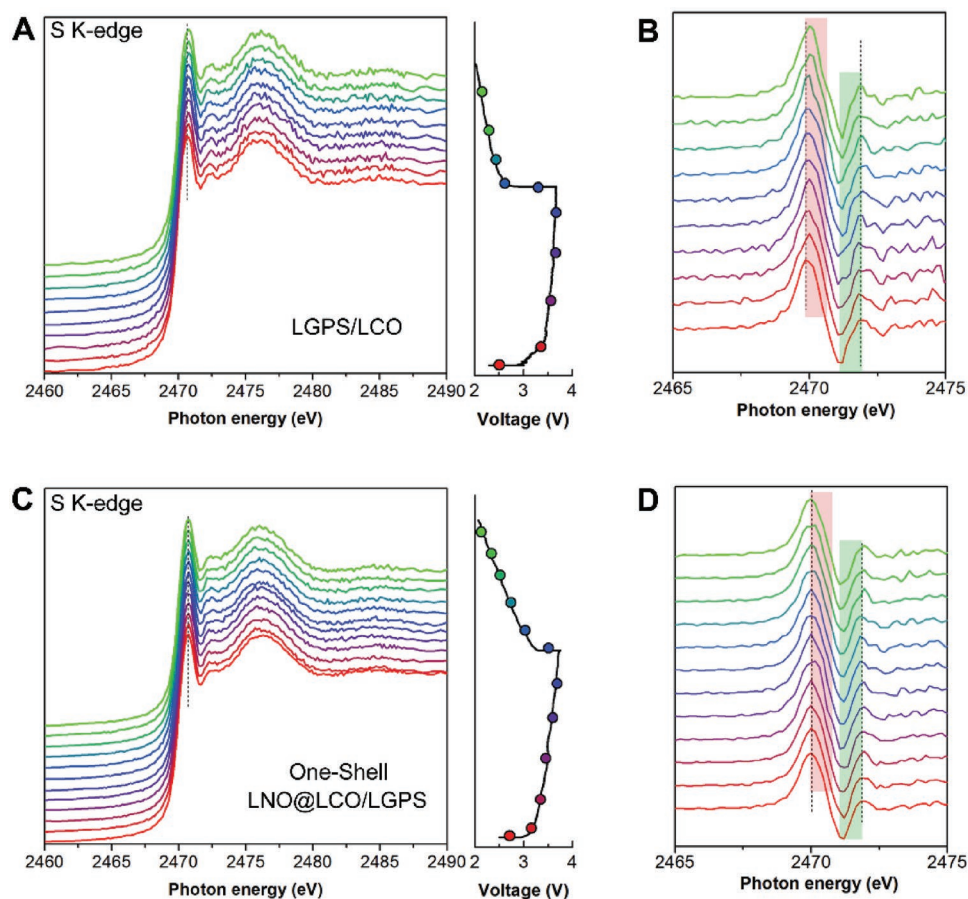 A
S K-edge
LGPS/LCO
2460 2465 2470 2475 2480 2485 2490
Photon energy (eV)
2 3 4
Voltage (V)
B
2465 2470 2475
Photon energy (eV)
C
S K-edge
One-Shell
LNO@LCO/LGPS
2460 2465 2470 2475 2480 2485 2490
Photon energy (eV)
2 3 4
Voltage (V)
D
2465 2470 2475
Photon energy (eV)